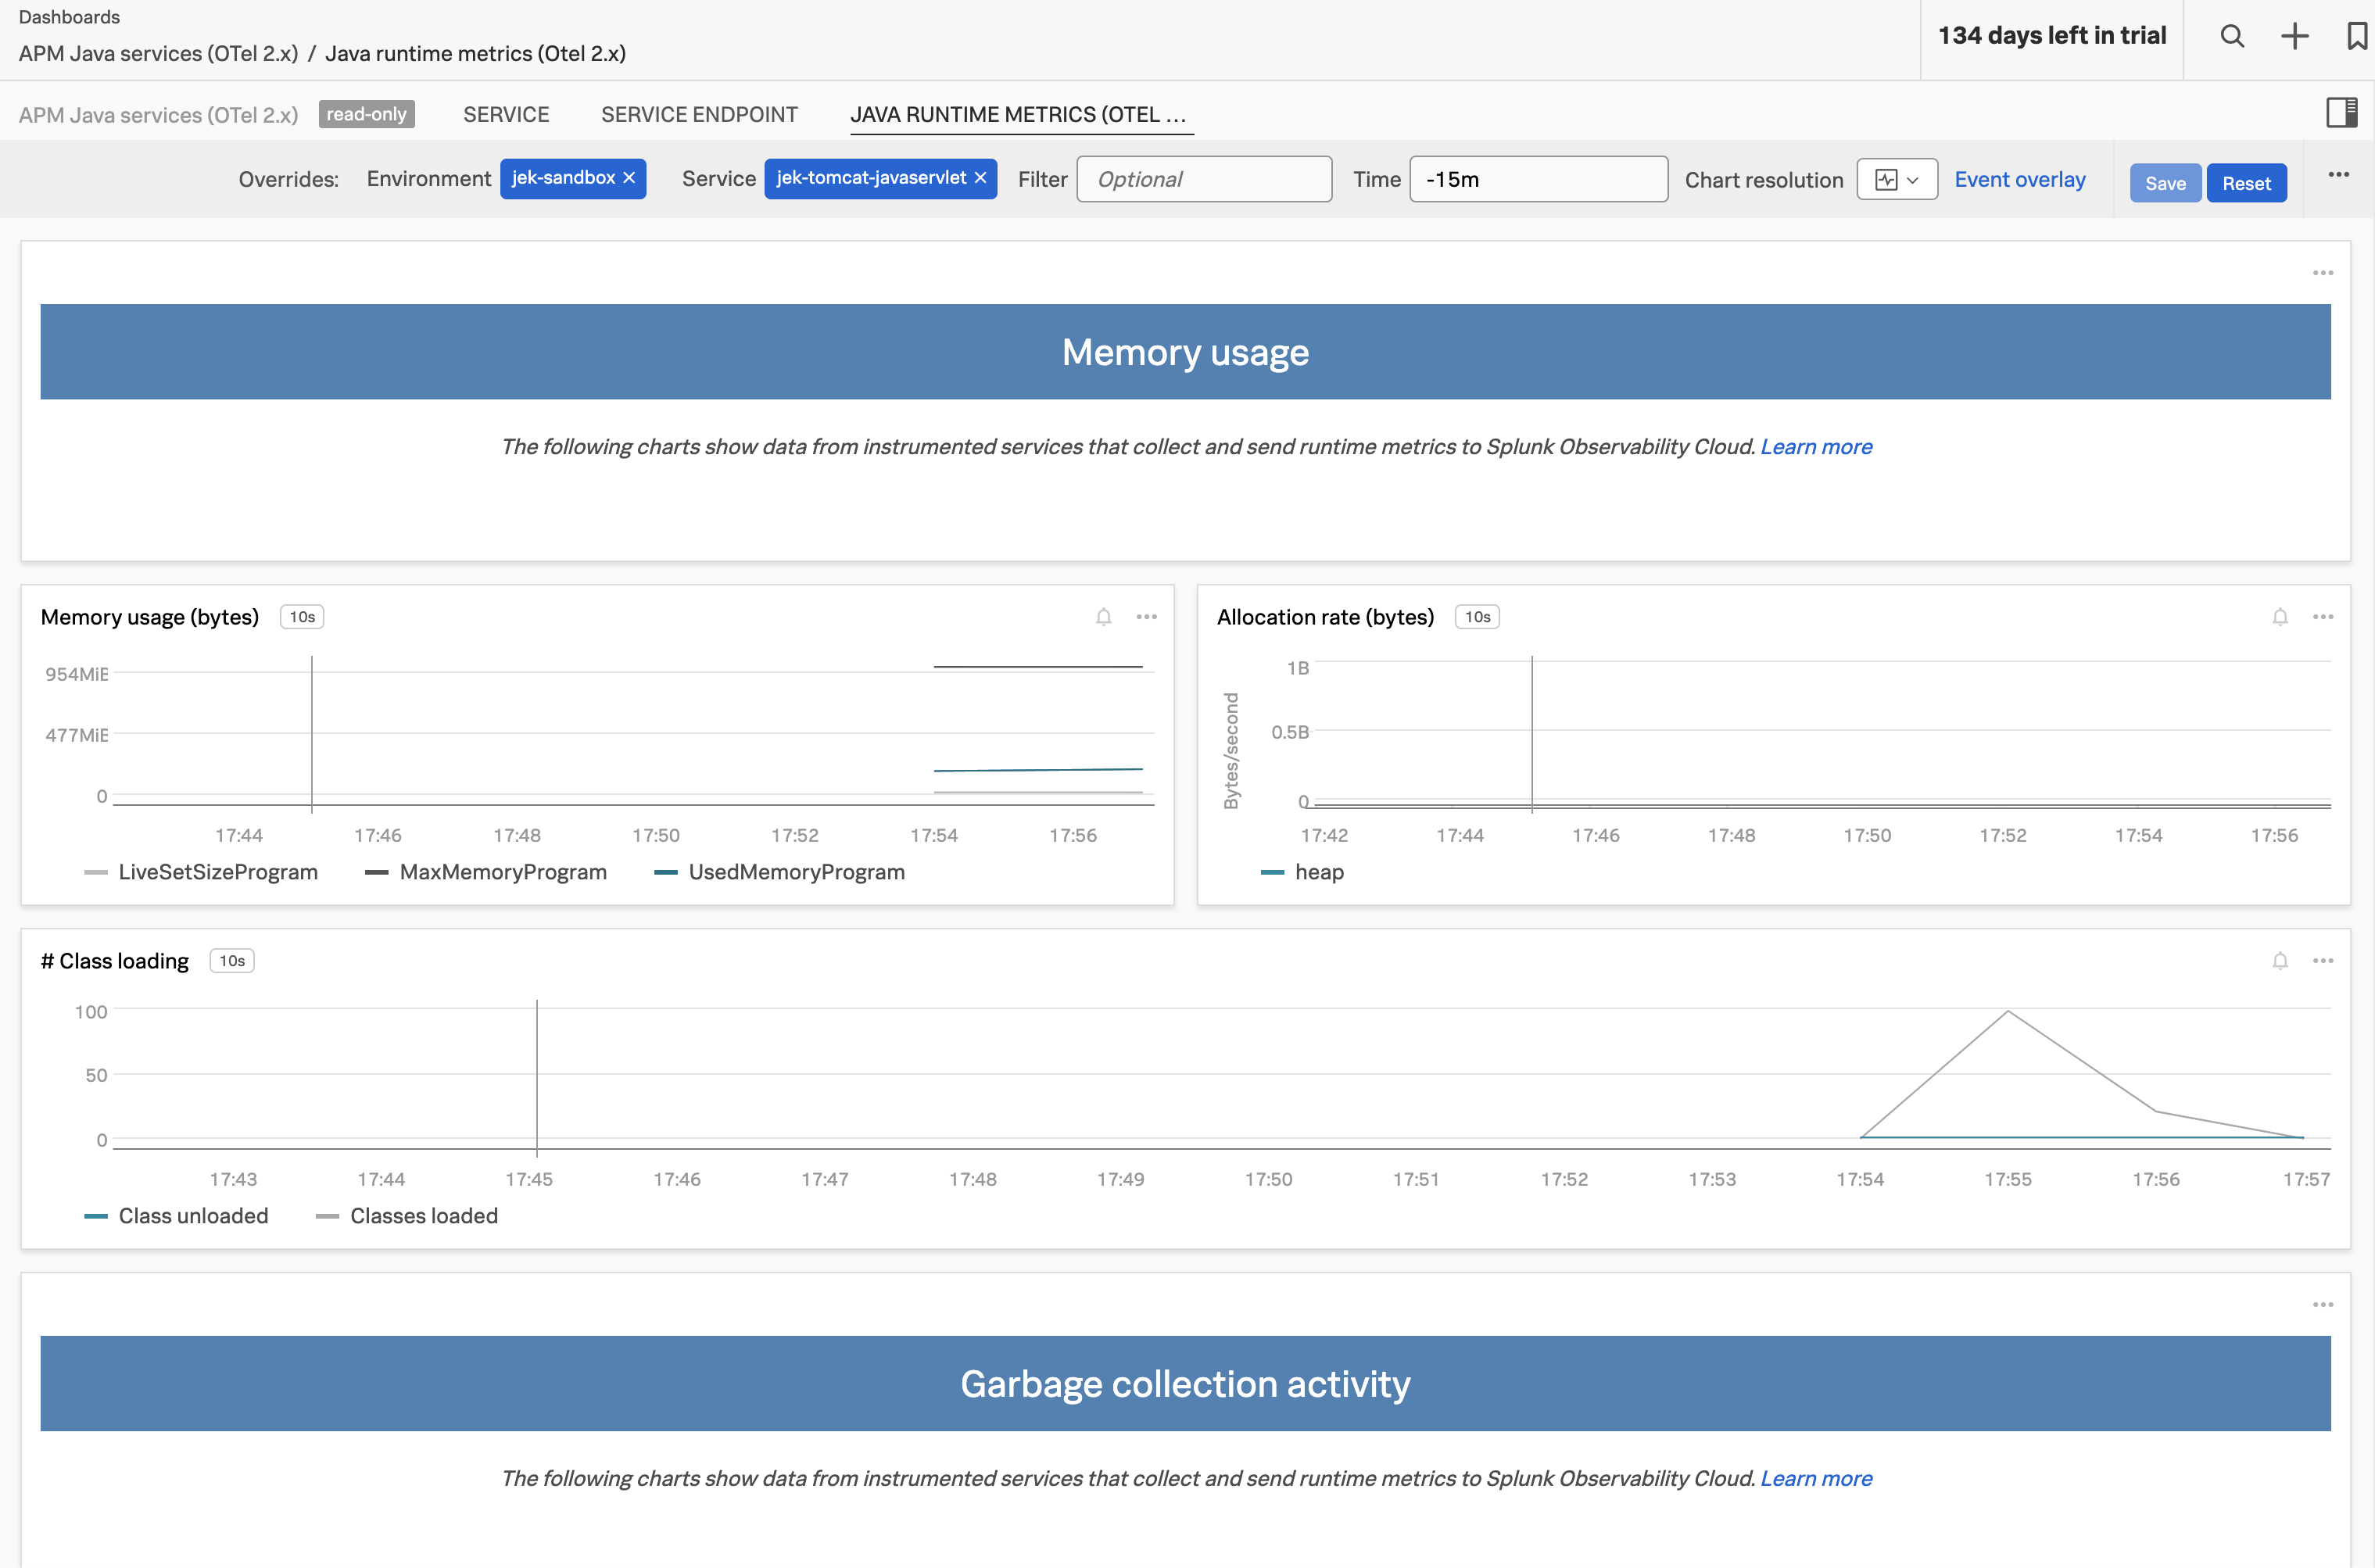 Dashboards
APM Java services (OTel 2.x) / Java runtime metrics (Otel 2.x)
134 days left in trial
APM Java services (OTel 2.x) read-only SERVICE SERVICE ENDPOINT JAVA RUNTIME METRICS (OTEL ...
Overrides: Environment jek-sandbox × Service jek-tomcat-javaservlet × Filter Optional Time -15m Chart resolution Event overlay Save Reset
Memory usage
The following charts show data from instrumented services that collect and send runtime metrics to Splunk Observability Cloud. Learn more
Memory usage (bytes) 10s
954MiB
477MiB
0
17:44 17:46 17:48 17:50 17:52 17:54 17:56
LiveSetSizeProgram MaxMemoryProgram UsedMemoryProgram
Allocation rate (bytes) 10s
Bytes/second
1B
0.5B
0
17:42 17:44 17:46 17:48 17:50 17:52 17:54 17:56
heap
# Class loading 10s
100
50
0
17:43 17:44 17:45 17:46 17:47 17:48 17:49 17:50 17:51 17:52 17:53 17:54 17:55 17:56 17:57
Class unloaded Classes loaded
Garbage collection activity
The following charts show data from instrumented services that collect and send runtime metrics to Splunk Observability Cloud. Learn more